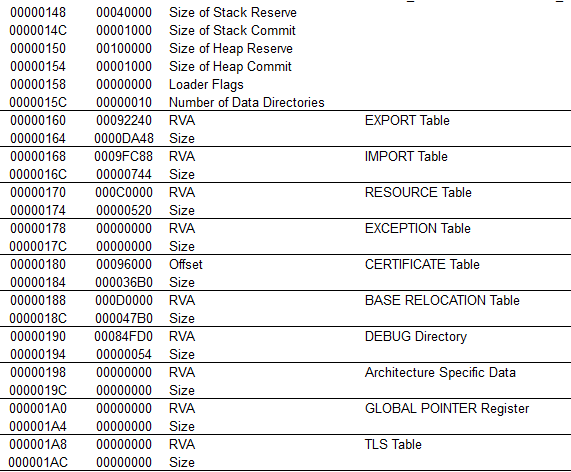 00000148 00040000 Size of Stack Reserve
0000014C 00001000 Size of Stack Commit
00000150 00100000 Size of Heap Reserve
00000154 00001000 Size of Heap Commit
00000158 00000000 Loader Flags
0000015C 00000010 Number of Data Directories
00000160 00092240 RVA EXPORT Table
00000164 0000DA48 Size
00000168 0009FC88 RVA IMPORT Table
0000016C 00000744 Size
00000170 000C0000 RVA RESOURCE Table
00000174 00000520 Size
00000178 00000000 RVA EXCEPTION Table
0000017C 00000000 Size
00000180 00096000 Offset CERTIFICATE Table
00000184 000036B0 Size
00000188 000D0000 RVA BASE RELOCATION Table
0000018C 000047B0 Size
00000190 00084FD0 RVA DEBUG Directory
00000194 00000054 Size
00000198 00000000 RVA Architecture Specific Data
0000019C 00000000 Size
000001A0 00000000 RVA GLOBAL POINTER Register
000001A4 00000000 Size
000001A8 00000000 RVA TLS Table
000001AC 00000000 Size